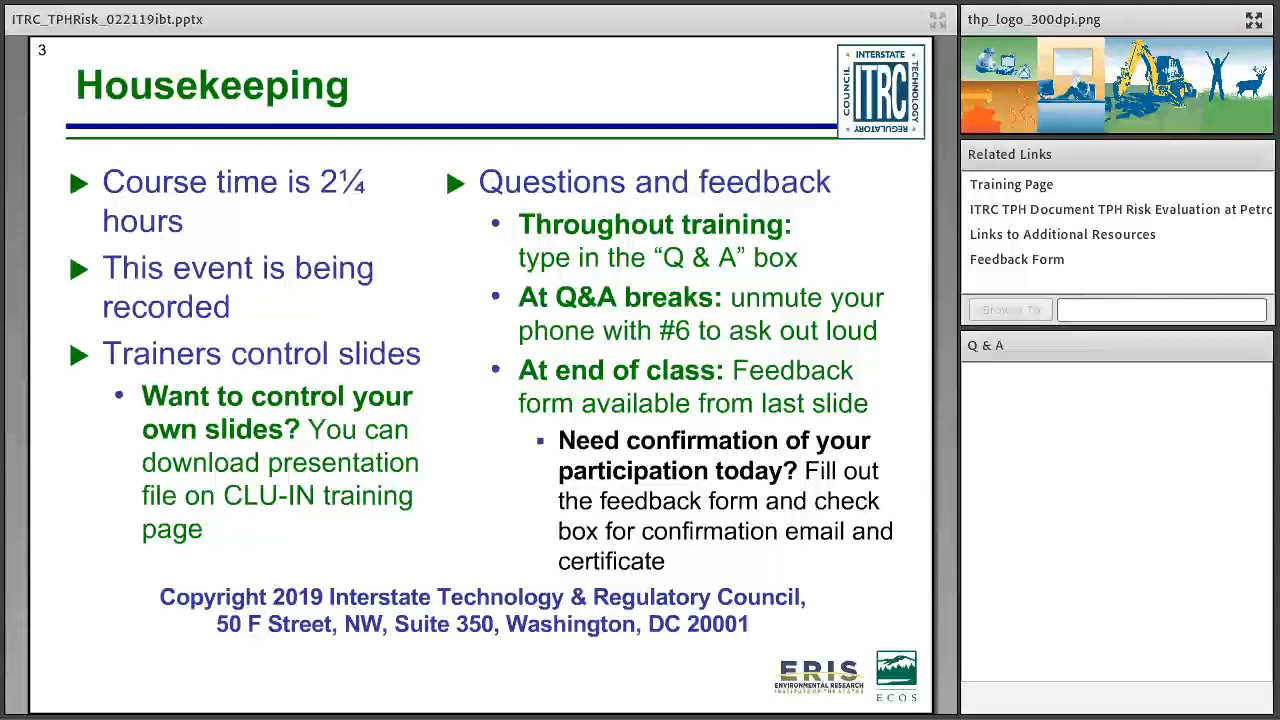 ITRC_TPHRisk_022119ibt.pptx
3
Housekeeping
INTERSTATE
COUNCIL
ITRC
TECHNOLOGY
REGULATORY
Course time is 2¼
hours
This event is being
recorded
Trainers control slides
Want to control your
own slides? You can
download presentation
file on CLU-IN training
page
Questions and feedback
Throughout training:
type in the “Q & A” box
At Q&A breaks: unmute your
phone with #6 to ask out loud
At end of class: Feedback
form available from last slide
Need confirmation of your
participation today? Fill out
the feedback form and check
box for confirmation email and
certificate
Copyright 2019 Interstate Technology & Regulatory Council,
50 F Street, NW, Suite 350, Washington, DC 20001
ERIS
ENVIRONMENTAL RESEARCH
INSTITUTE OF THE STATES
ECOS
thp_logo_300dpi.png
Related Links
Training Page
ITRC TPH Document TPH Risk Evaluation at Petrc
Links to Additional Resources
Feedback Form
Browse To
Q & A